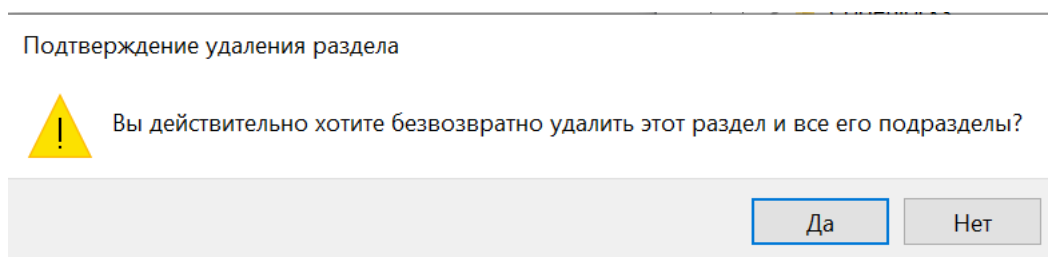 Подтверждение удаления раздела
Вы действительно хотите безвозвратно удалить этот раздел и все его подразделы?
Да
Нет